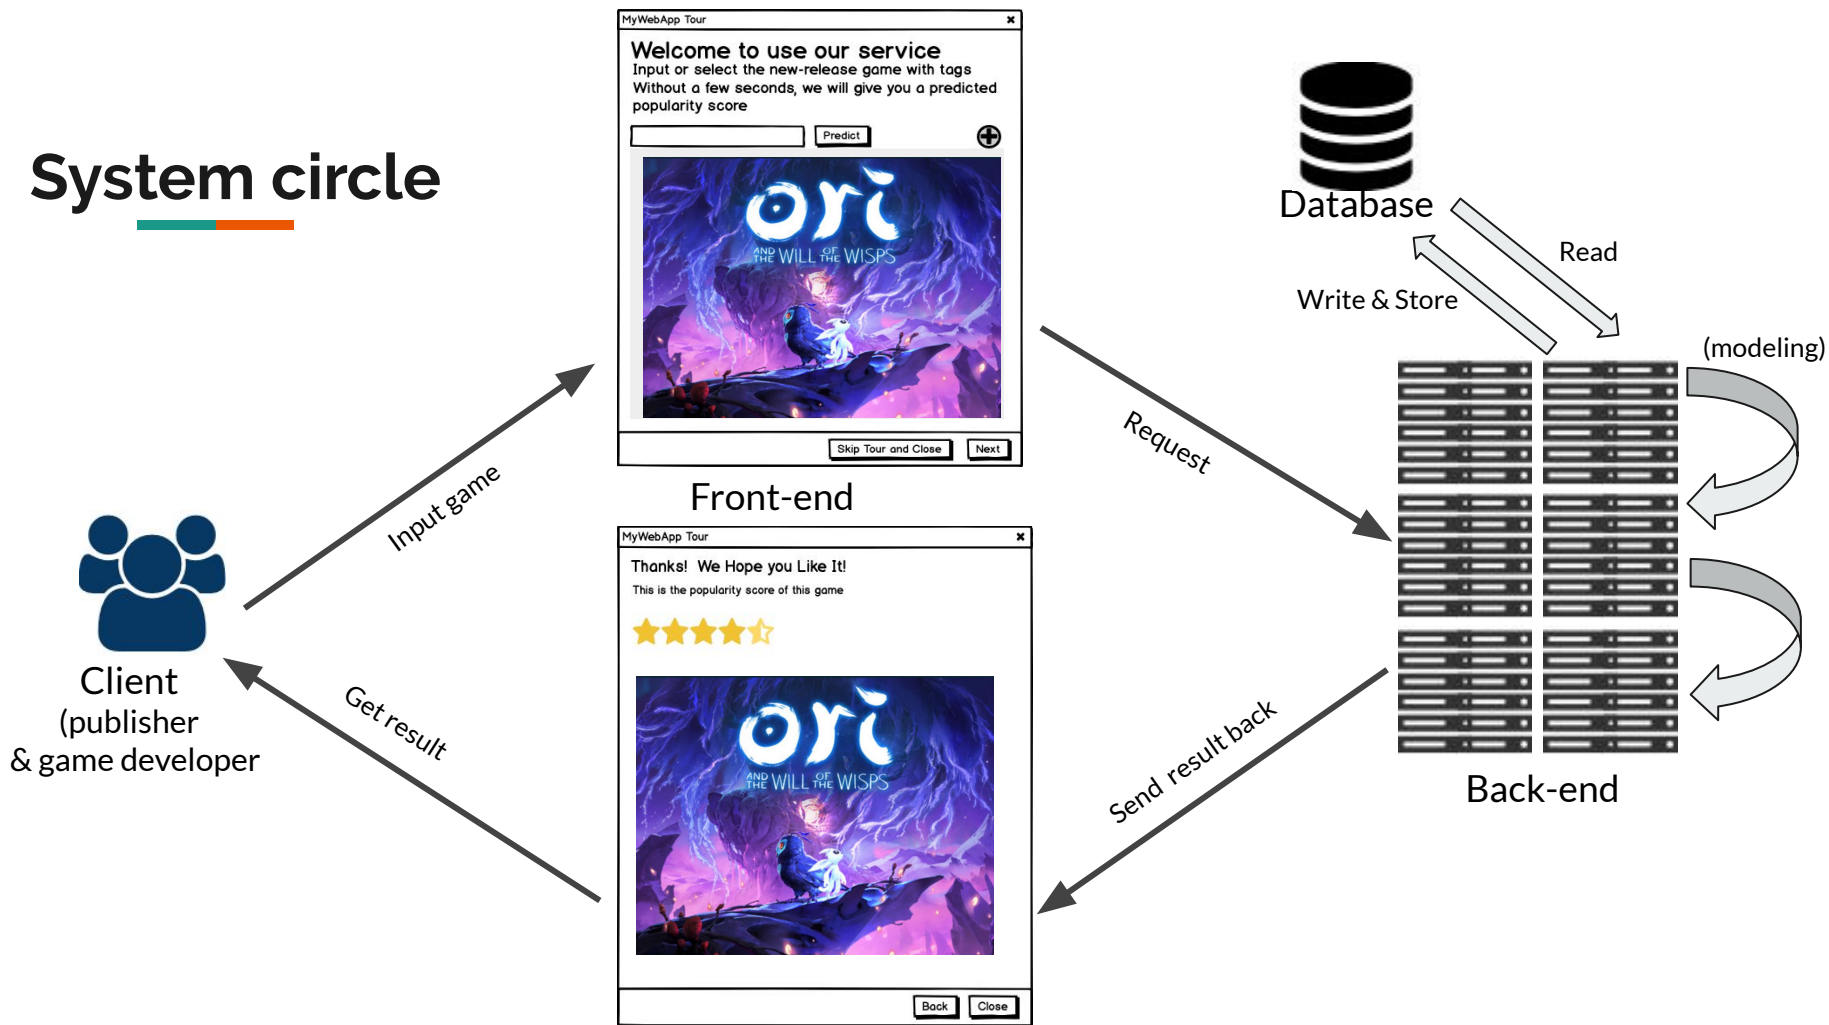 System circle
MyWebApp Tour
Welcome to use our service
Input or select the new-release game with tags
Without a few seconds, we will give you a predicted
popularity score
Predict
ori
AND THE WILL OF THE WISPS
Skip Tour and Close
Next
Front-end
Database
Read
Write & Store
(modeling)
Input game
Request
Client
(publisher
& game developer
Get result
Send result back
Back-end
MyWebApp Tour
Thanks! We Hope you Like It!
This is the popularity score of this game
ori
AND THE WILL OF THE WISPS
Back
Close